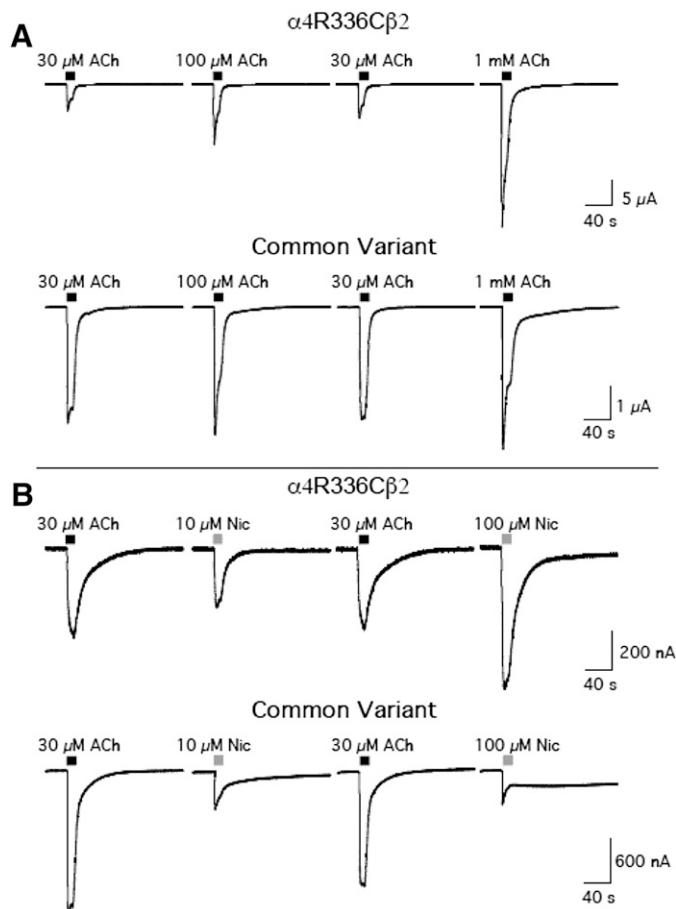 A
α4R336Cβ2
30 µM ACh 100 µM ACh 30 µM ACh 1 mM ACh
5 µA
40 s
Common Variant
30 µM ACh 100 µM ACh 30 µM ACh 1 mM ACh
1 µA
40 s
B
α4R336Cβ2
30 µM ACh 10 µM Nic 30 µM ACh 100 µM Nic
200 nA
40 s
Common Variant
30 µM ACh 10 µM Nic 30 µM ACh 100 µM Nic
600 nA
40 s